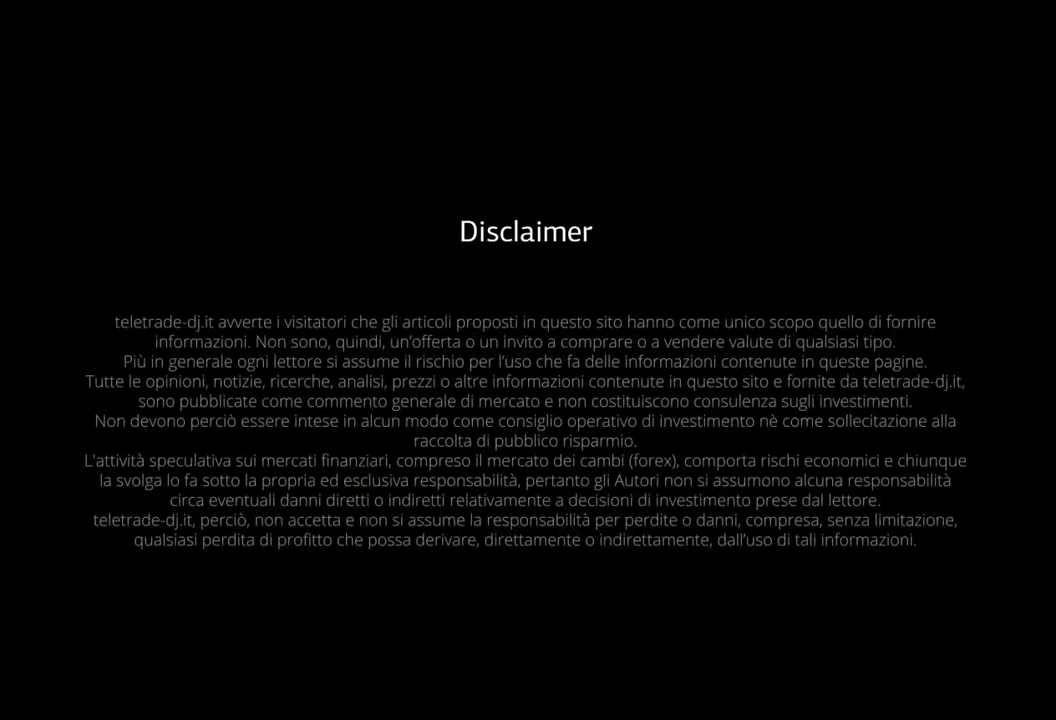 Disclaimer
teletrade-dj.it avverte i visitatori che gli articoli proposti in questo sito hanno come unico scopo quello di fornire
informazioni. Non sono, quindi, un’offerta o un invito a comprare o a vendere valute di qualsiasi tipo.
Più in generale ogni lettore si assume il rischio per l’uso che fa delle informazioni contenute in queste pagine.
Tutte le opinioni, notizie, ricerche, analisi, prezzi o altre informazioni contenute in questo sito e fornite da teletrade-dj.it,
sono pubblicate come commento generale di mercato e non costituiscono consulenza sugli investimenti.
Non devono perciò essere intese in alcun modo come consiglio operativo di investimento nè come sollecitazione alla
raccolta di pubblico risparmio.
L'attività speculativa sui mercati finanziari, compreso il mercato dei cambi (forex), comporta rischi economici e chiunque
la svolga lo fa sotto la propria ed esclusiva responsabilità, pertanto gli Autori non si assumono alcuna responsabilità
circa eventuali danni diretti o indiretti relativamente a decisioni di investimento prese dal lettore.
teletrade-dj.it, perciò, non accetta e non si assume la responsabilità per perdite o danni, compresa, senza limitazione,
qualsiasi perdita di profitto che possa derivare, direttamente o indirettamente, dall’uso di tali informazioni.